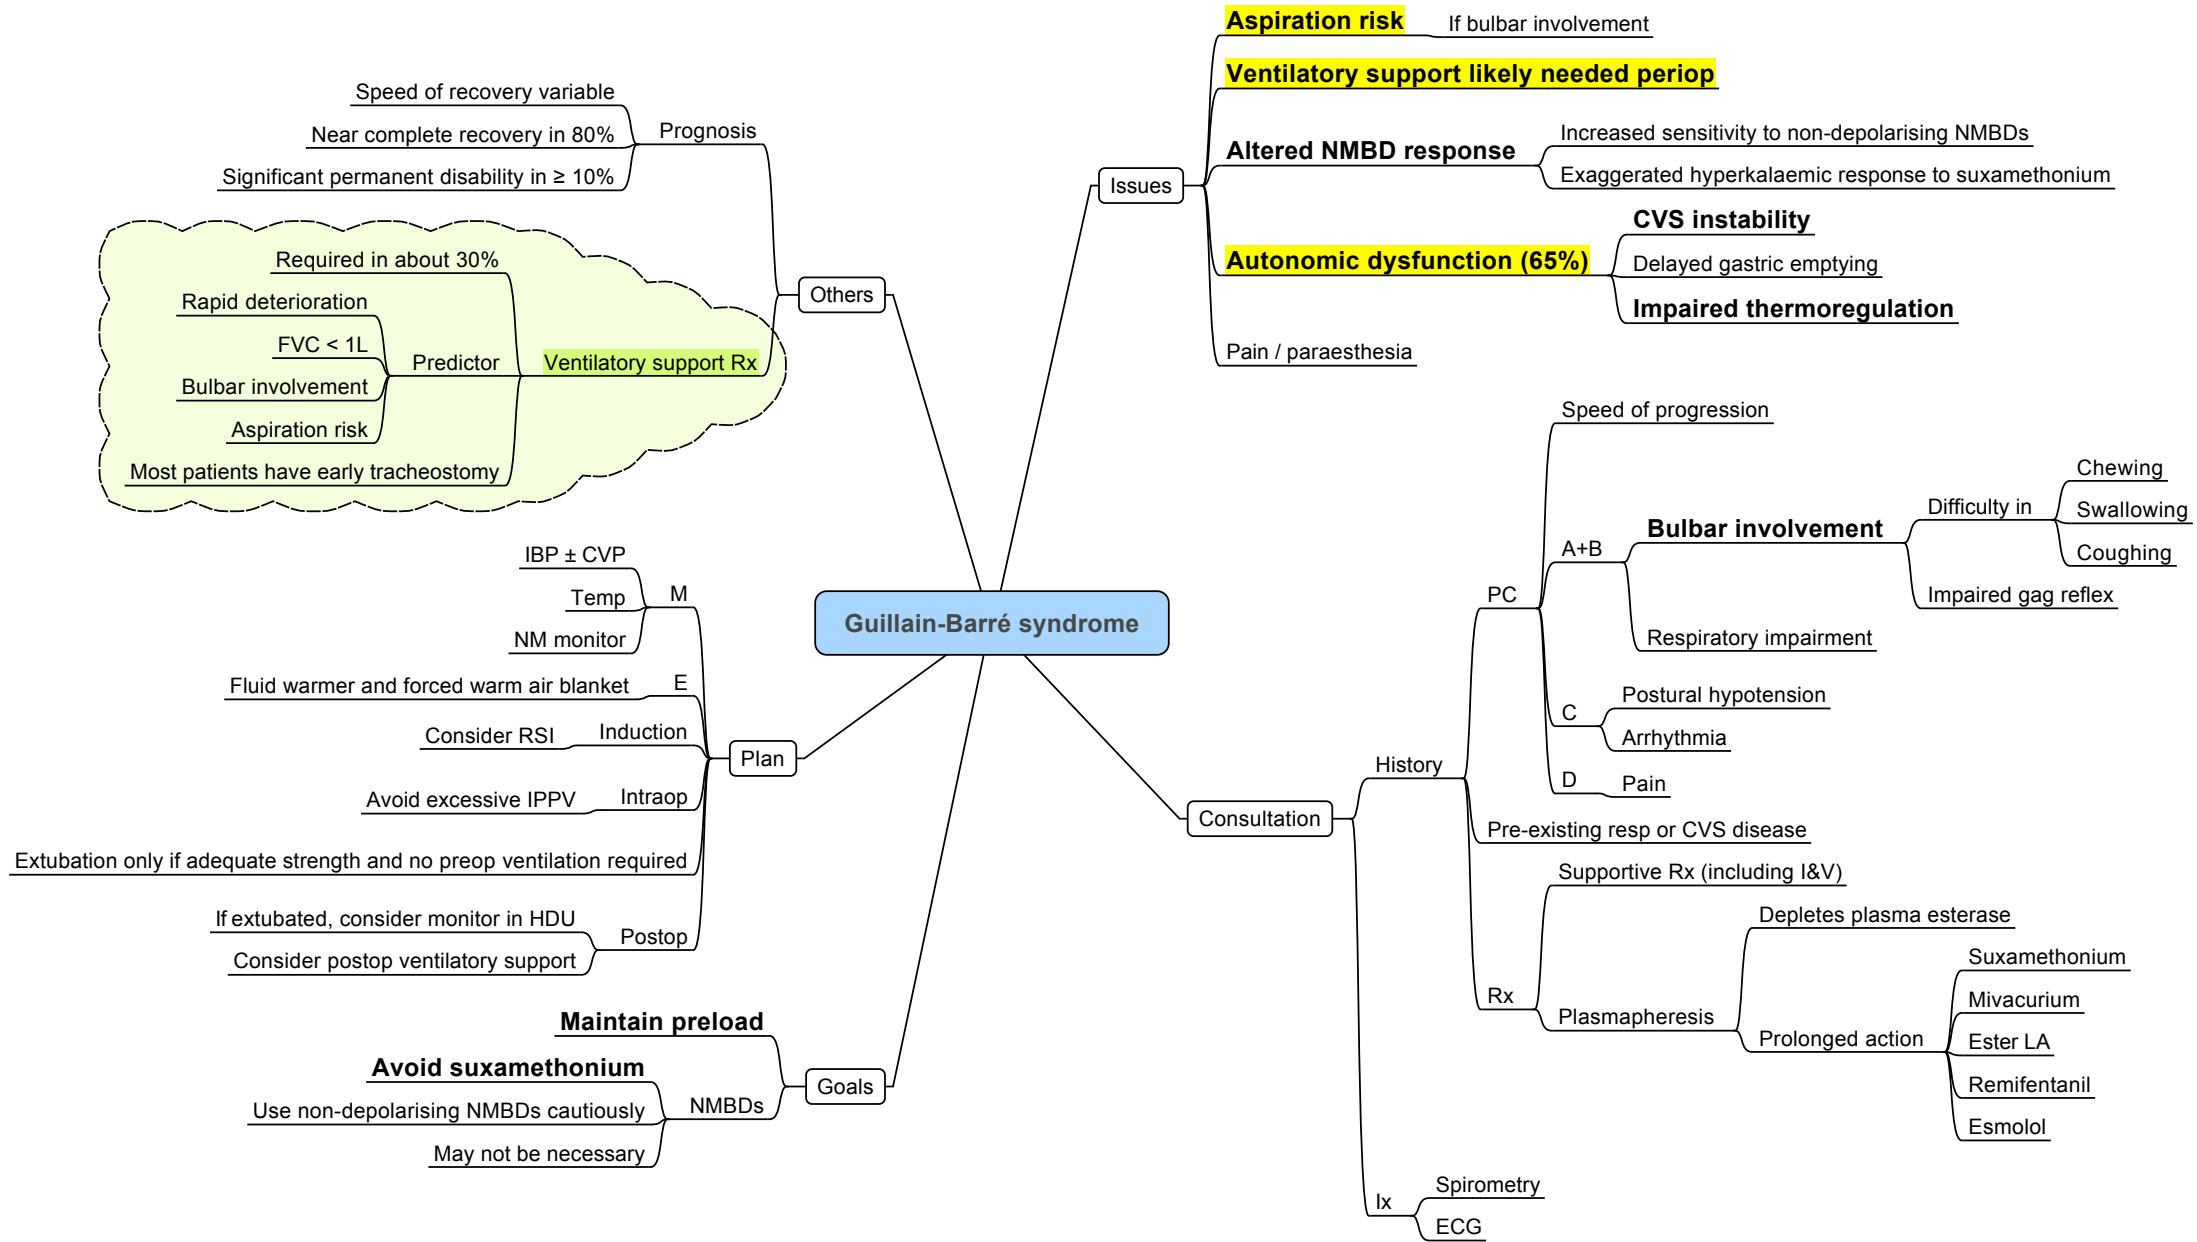 Guillain-Barré syndrome
Issues
Aspiration risk
If bulbar involvement
Ventilatory support likely needed periop
Altered NMBD response
Increased sensitivity to non-depolarising NMBDs
Exaggerated hyperkalaemic response to suxamethonium
Autonomic dysfunction (65%)
CVS instability
Delayed gastric emptying
Impaired thermoregulation
Pain / paraesthesia
Consultation
History
PC
Speed of progression
A+B
Bulbar involvement
Difficulty in
Chewing
Swallowing
Coughing
Impaired gag reflex
Respiratory impairment
C
Postural hypotension
Arrhythmia
D
Pain
Pre-existing resp or CVS disease
Rx
Supportive Rx (including I&V)
Plasmapheresis
Depletes plasma esterase
Prolonged action
Suxamethonium
Mivacurium
Ester LA
Remifentanil
Esmolol
Ix
Spirometry
ECG
Goals
Maintain preload
NMBDs
Avoid suxamethonium
Use non-depolarising NMBDs cautiously
May not be necessary
Plan
M
IBP ± CVP
Temp
NM monitor
E
Fluid warmer and forced warm air blanket
Induction
Consider RSI
Intraop
Avoid excessive IPPV
Extubation only if adequate strength and no preop ventilation required
Postop
If extubated, consider monitor in HDU
Consider postop ventilatory support
Others
Prognosis
Speed of recovery variable
Near complete recovery in 80%
Significant permanent disability in ≥ 10%
Ventilatory support Rx
Required in about 30%
Predictor
Rapid deterioration
FVC < 1L
Bulbar involvement
Aspiration risk
Most patients have early tracheostomy